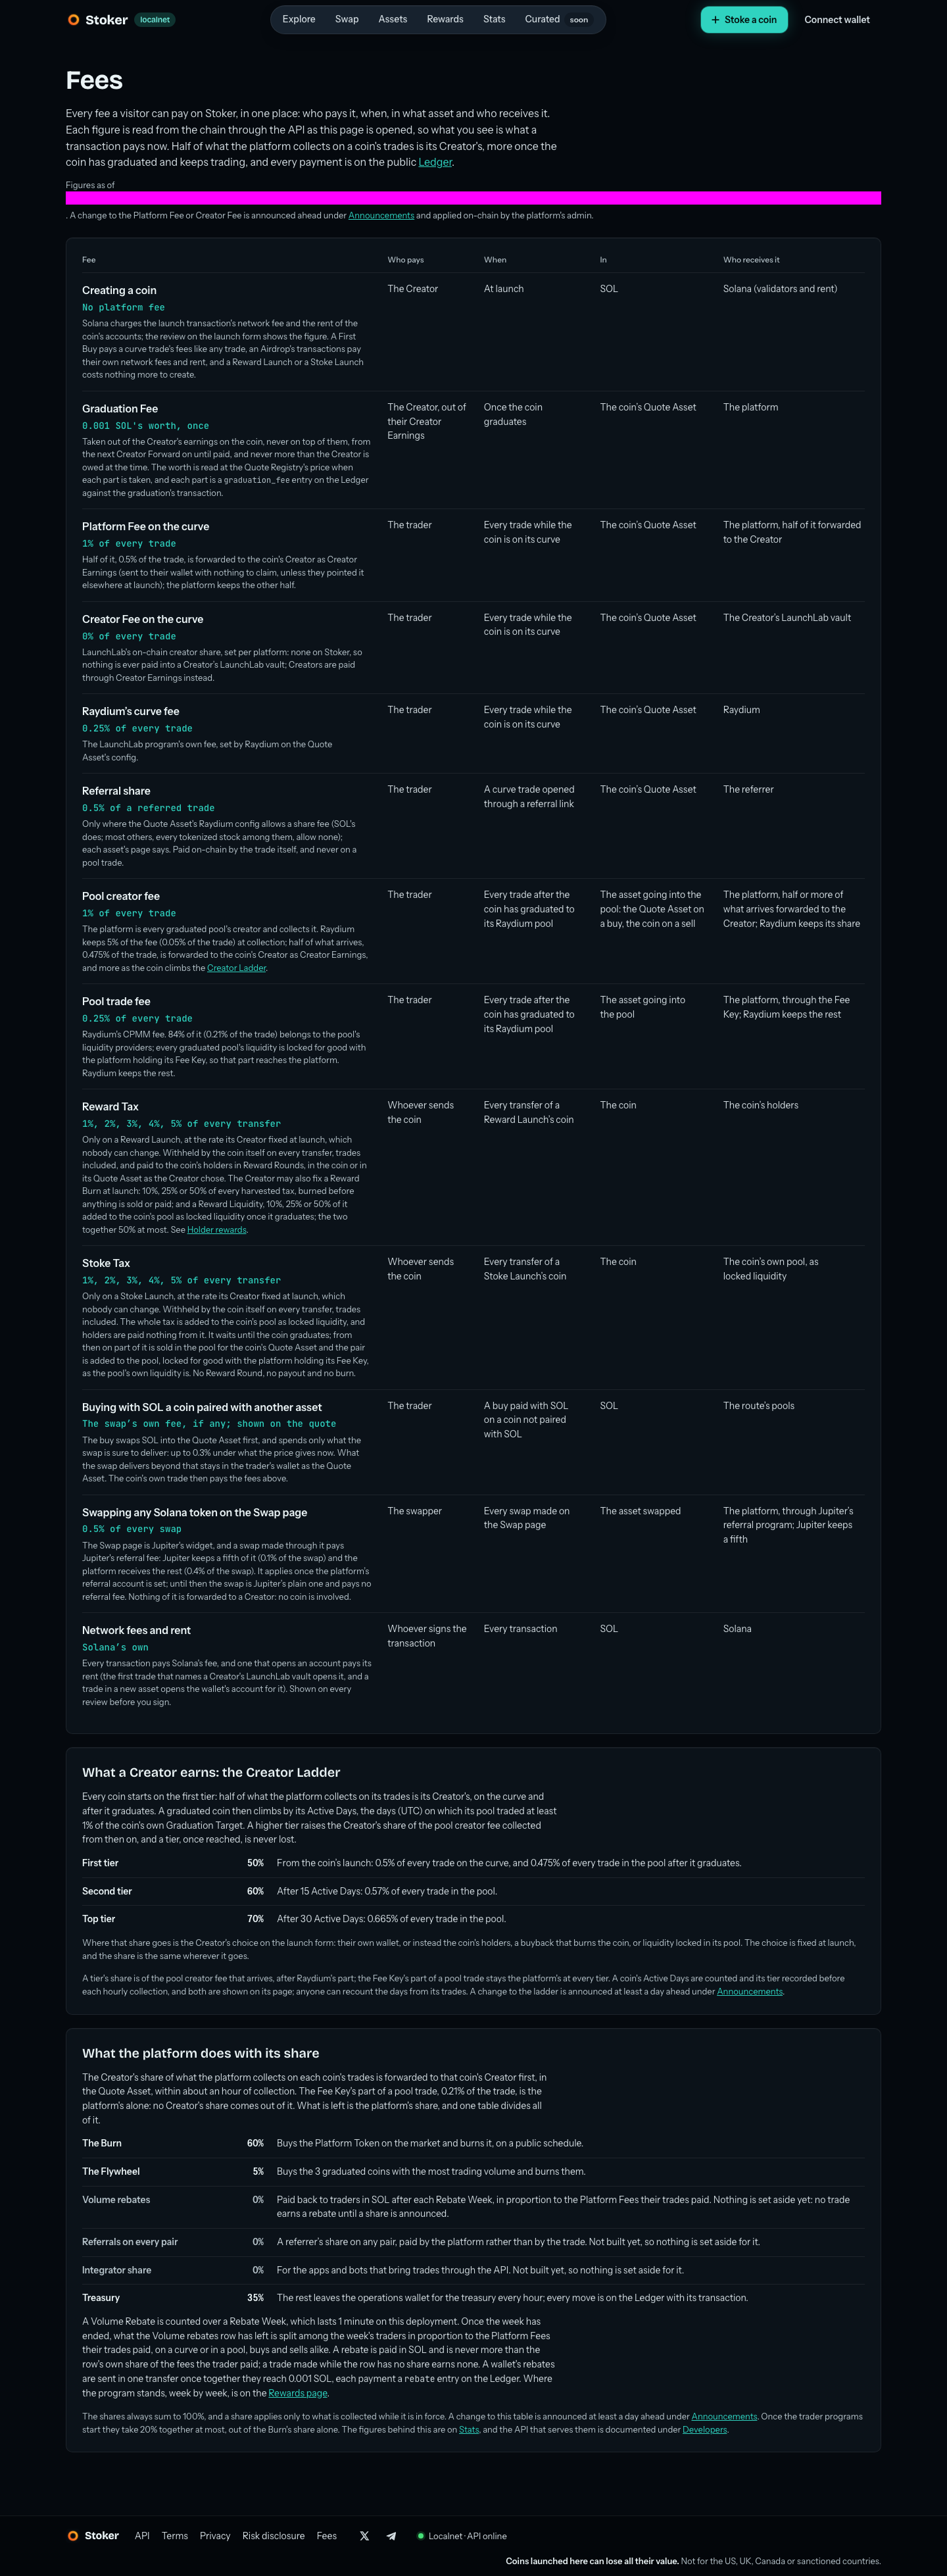 Stoker localnet Explore Swap Assets Rewards Stats Curated soon + Stoke a coin Connect wallet
Fees
Every fee a visitor can pay on Stoker, in one place: who pays it, when, in what asset and who receives it.
Each figure is read from the chain through the API as this page is opened, so what you see is what a
transaction pays now. Half of what the platform collects on a coin's trades is its Creator's, more once the
coin has graduated and keeps trading, and every payment is on the public Ledger.
Figures as of
. A change to the Platform Fee or Creator Fee is announced ahead under Announcements and applied on-chain by the platform's admin.
Fee Who pays When In Who receives it
Creating a coin The Creator At launch SOL Solana (validators and rent)
No platform fee
Solana charges the launch transaction's network fee and the rent of the
coin's accounts; the review on the launch form shows the figure. A First
Buy pays a curve trade's fees like any trade, an Airdrop's transactions pay
their own network fees and rent, and a Reward Launch or a Stoke Launch
costs nothing more to create.
Graduation Fee The Creator, out of their Creator Earnings Once the coin graduates The coin's Quote Asset The platform
0.001 SOL's worth, once
Taken out of the Creator's earnings on the coin, never on top of them, from
the next Creator Forward on until paid, and never more than the Creator is
owed at the time. The worth is read at the Quote Registry's price when
each part is taken, and each part is a graduation_fee entry on the Ledger
against the graduation's transaction.
Platform Fee on the curve The trader Every trade while the coin is on its curve The coin's Quote Asset The platform, half of it forwarded to the Creator
1% of every trade
Half of it, 0.5% of the trade, is forwarded to the coin's Creator as Creator
Earnings (sent to their wallet with nothing to claim, unless they pointed it
elsewhere at launch); the platform keeps the other half.
Creator Fee on the curve The trader Every trade while the coin is on its curve The coin's Quote Asset The Creator's LaunchLab vault
0% of every trade
LaunchLab's on-chain creator share, set per platform: none on Stoker, so
nothing is ever paid into a Creator's LaunchLab vault; Creators are paid
through Creator Earnings instead.
Raydium's curve fee The trader Every trade while the coin is on its curve The coin's Quote Asset Raydium
0.25% of every trade
The LaunchLab program's own fee, set by Raydium on the Quote
Asset's config.
Referral share The trader A curve trade opened through a referral link The coin's Quote Asset The referrer
0.5% of a referred trade
Only where the Quote Asset's Raydium config allows a share fee (SOL's
does; most others, every tokenized stock among them, allow none);
each asset's page says. Paid on-chain by the trade itself, and never on a
pool trade.
Pool creator fee The trader Every trade after the coin has graduated to its Raydium pool The asset going into the pool: the Quote Asset on a buy, the coin on a sell The platform, half or more of what arrives forwarded to the Creator; Raydium keeps its share
1% of every trade
The platform is every graduated pool's creator and collects it. Raydium
keeps 5% of the fee (0.05% of the trade) at collection; half of what arrives,
0.475% of the trade, is forwarded to the coin's Creator as Creator Earnings,
and more as the coin climbs the Creator Ladder.
Pool trade fee The trader Every trade after the coin has graduated to its Raydium pool The asset going into the pool The platform, through the Fee Key; Raydium keeps the rest
0.25% of every trade
Raydium's CPMM fee. 84% of it (0.21% of the trade) belongs to the pool's
liquidity providers; every graduated pool's liquidity is locked for good with
the platform holding its Fee Key, so that part reaches the platform.
Raydium keeps the rest.
Reward Tax Whoever sends the coin Every transfer of a Reward Launch's coin The coin The coin's holders
1%, 2%, 3%, 4%, 5% of every transfer
Only on a Reward Launch, at the rate its Creator fixed at launch, which
nobody can change. Withheld by the coin itself on every transfer, trades
included, and paid to the coin's holders in Reward Rounds, in the coin or in
its Quote Asset as the Creator chose. The Creator may also fix a Reward
Burn at launch: 10%, 25% or 50% of every harvested tax, burned before
anything is sold or paid; and a Reward Liquidity, 10%, 25% or 50% of it
added to the coin's pool as locked liquidity once it graduates; the two
together 50% at most. See Holder rewards.
Stoke Tax Whoever sends the coin Every transfer of a Stoke Launch's coin The coin The coin's own pool, as locked liquidity
1%, 2%, 3%, 4%, 5% of every transfer
Only on a Stoke Launch, at the rate its Creator fixed at launch, which
nobody can change. Withheld by the coin itself on every transfer, trades
included. The whole tax is added to the coin's pool as locked liquidity, and
holders are paid nothing from it. It waits until the coin graduates; from
then on part of it is sold in the pool for the coin's Quote Asset and the pair
is added to the pool, locked for good with the platform holding its Fee Key,
as the pool's own liquidity is. No Reward Round, no payout and no burn.
Buying with SOL a coin paired with another asset The trader A buy paid with SOL on a coin not paired with SOL SOL The route's pools
The swap's own fee, if any; shown on the quote
The buy swaps SOL into the Quote Asset first, and spends only what the
swap is sure to deliver: up to 0.3% under what the price gives now. What
the swap delivers beyond that stays in the trader's wallet as the Quote
Asset. The coin's own trade then pays the fees above.
Swapping any Solana token on the Swap page The swapper Every swap made on the Swap page The asset swapped The platform, through Jupiter's referral program; Jupiter keeps a fifth
0.5% of every swap
The Swap page is Jupiter's widget, and a swap made through it pays
Jupiter's referral fee: Jupiter keeps a fifth of it (0.1% of the swap) and the
platform receives the rest (0.4% of the swap). It applies once the platform's
referral account is set; until then the swap is Jupiter's plain one and pays no
referral fee. Nothing of it is forwarded to a Creator: no coin is involved.
Network fees and rent Whoever signs the transaction Every transaction SOL Solana
Solana's own
Every transaction pays Solana's fee, and one that opens an account pays its
rent (the first trade that names a Creator's LaunchLab vault opens it, and a
trade in a new asset opens the wallet's account for it). Shown on every
review before you sign.
What a Creator earns: the Creator Ladder
Every coin starts on the first tier: half of what the platform collects on its trades is its Creator's, on the curve and
after it graduates. A graduated coin then climbs by its Active Days, the days (UTC) on which its pool traded at least
1% of the coin's own Graduation Target. A higher tier raises the Creator's share of the pool creator fee collected
from then on, and a tier, once reached, is never lost.
First tier 50% From the coin's launch: 0.5% of every trade on the curve, and 0.475% of every trade in the pool after it graduates.
Second tier 60% After 15 Active Days: 0.57% of every trade in the pool.
Top tier 70% After 30 Active Days: 0.665% of every trade in the pool.
Where that share goes is the Creator's choice on the launch form: their own wallet, or instead the coin's holders, a buyback that burns the coin, or liquidity locked in its pool. The choice is fixed at launch,
and the share is the same wherever it goes.
A tier's share is of the pool creator fee that arrives, after Raydium's part; the Fee Key's part of a pool trade stays the platform's at every tier. A coin's Active Days are counted and its tier recorded before
each hourly collection, and both are shown on its page; anyone can recount the days from its trades. A change to the ladder is announced at least a day ahead under Announcements.
What the platform does with its share
The Creator's share of what the platform collects on each coin's trades is forwarded to that coin's Creator first, in
the Quote Asset, within about an hour of collection. The Fee Key's part of a pool trade, 0.21% of the trade, is the
platform's alone: no Creator's share comes out of it. What is left is the platform's share, and one table divides all
of it.
The Burn 60% Buys the Platform Token on the market and burns it, on a public schedule.
The Flywheel 5% Buys the 3 graduated coins with the most trading volume and burns them.
Volume rebates 0% Paid back to traders in SOL after each Rebate Week, in proportion to the Platform Fees their trades paid. Nothing is set aside yet: no trade
earns a rebate until a share is announced.
Referrals on every pair 0% A referrer's share on any pair, paid by the platform rather than by the trade. Not built yet, so nothing is set aside for it.
Integrator share 0% For the apps and bots that bring trades through the API. Not built yet, so nothing is set aside for it.
Treasury 35% The rest leaves the operations wallet for the treasury every hour; every move is on the Ledger with its transaction.
A Volume Rebate is counted over a Rebate Week, which lasts 1 minute on this deployment. Once the week has
ended, what the Volume rebates row has left is split among the week's traders in proportion to the Platform Fees
their trades paid, on a curve or in a pool, buys and sells alike. A rebate is paid in SOL and is never more than the
row's own share of the fees the trader paid; a trade made while the row has no share earns none. A wallet's rebates
are sent in one transfer once together they reach 0.001 SOL, each payment a rebate entry on the Ledger. Where
the program stands, week by week, is on the Rewards page.
The shares always sum to 100%, and a share applies only to what is collected while it is in force. A change to this table is announced at least a day ahead under Announcements. Once the trader programs
start they take 20% together at most, out of the Burn's share alone. The figures behind this are on Stats, and the API that serves them is documented under Developers.
Stoker API Terms Privacy Risk disclosure Fees Localnet · API online
Coins launched here can lose all their value. Not for the US, UK, Canada or sanctioned countries.